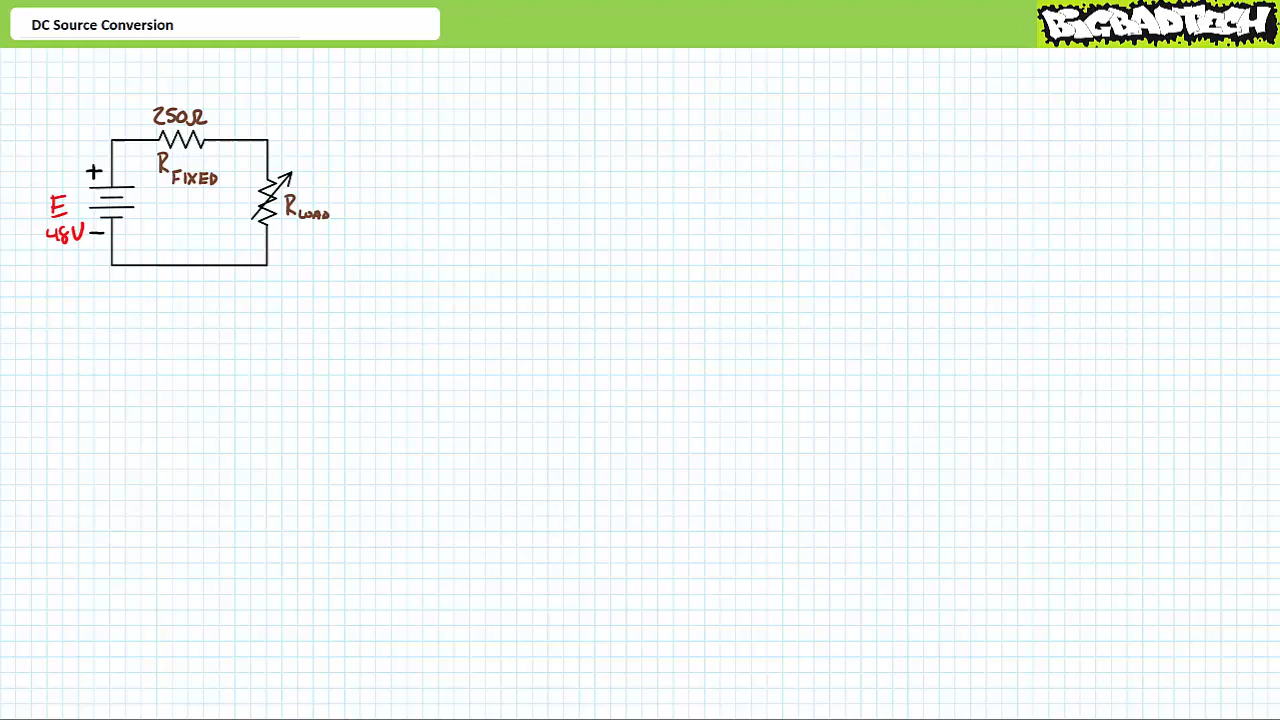 DC Source Conversion
BIGBADTECH
250Ω
R FIXED
+
E
48V
–
R LOAD